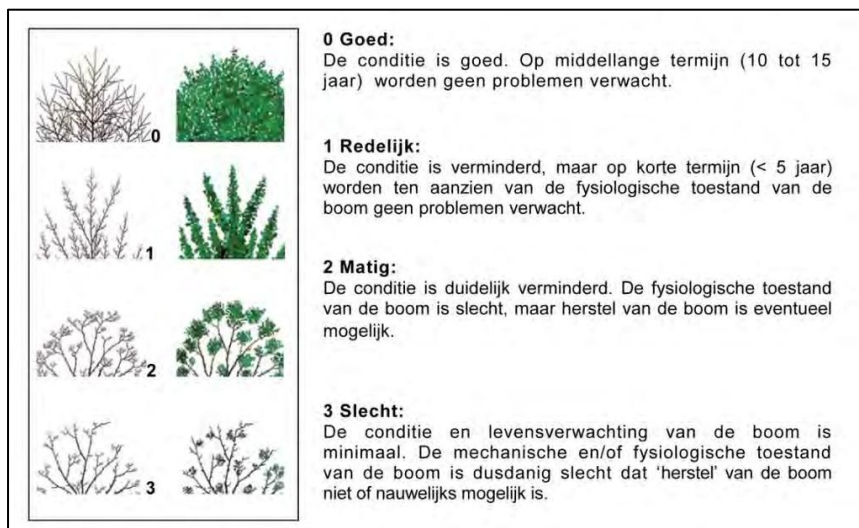 0 Goed:
De conditie is goed. Op middellange termijn (10 tot 15
jaar) worden geen problemen verwacht.
0
1 Redelijk:
De conditie is verminderd, maar op korte termijn (< 5 jaar)
worden ten aanzien van de fysiologische toestand van de
boom geen problemen verwacht.
1
2 Matig:
De conditie is duidelijk verminderd. De fysiologische toestand
van de boom is slecht, maar herstel van de boom is eventueel
mogelijk.
2
3 Slecht:
De conditie en levensverwachting van de boom is
minimaal. De mechanische en/of fysiologische toestand
van de boom is dusdanig slecht dat ‘herstel’ van de boom
niet of nauwelijks mogelijk is.
3